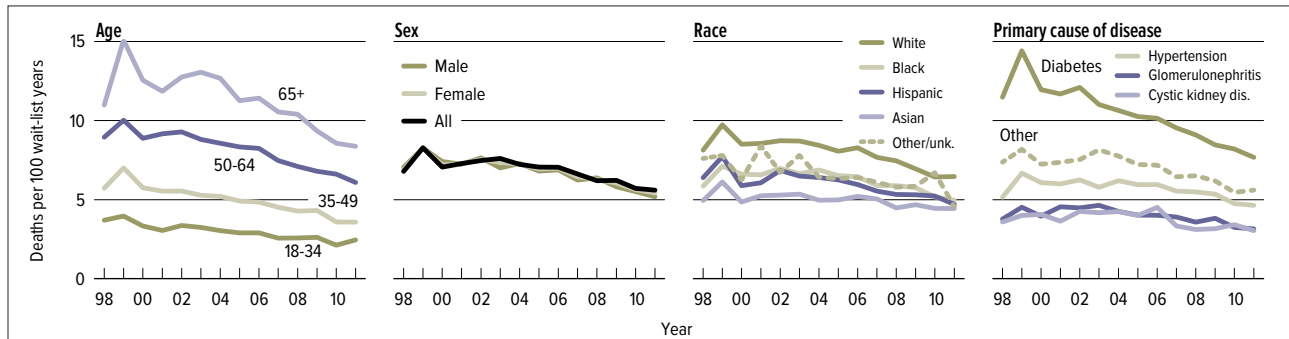 Age
Sex
Race
Primary cause of disease
Deaths per 100 wait-list years
15
10
5
0
65+
50-64
35-49
18-34
98 00 02 04 06 08 10
Male
Female
All
98 00 02 04 06 08 10
White
Black
Hispanic
Asian
Other/unk.
98 00 02 04 06 08 10
Diabetes
Hypertension
Glomerulonephritis
Cystic kidney dis.
Other
98 00 02 04 06 08 10
Year